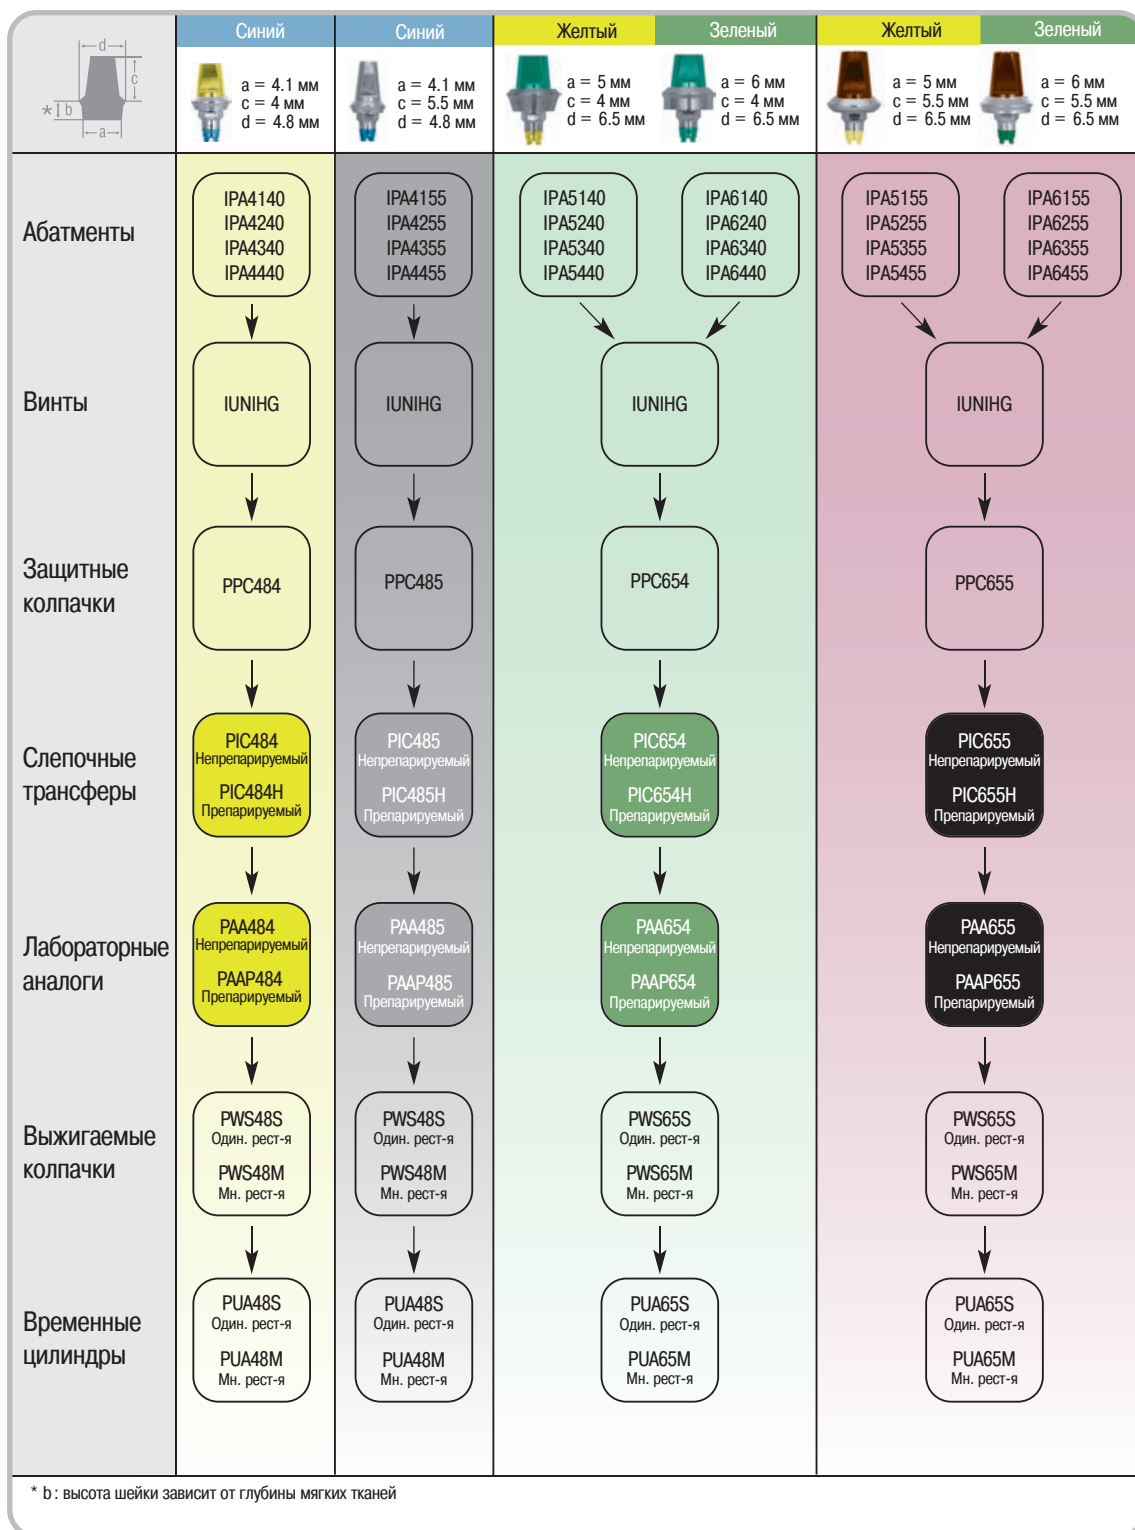 Синий
Синий
Желтый
Зеленый
Желтый
Зеленый
d
c
* b
a
a = 4.1 мм
c = 4 мм
d = 4.8 мм
a = 4.1 мм
c = 5.5 мм
d = 4.8 мм
a = 5 мм
c = 4 мм
d = 6.5 мм
a = 6 мм
c = 4 мм
d = 6.5 мм
a = 5 мм
c = 5.5 мм
d = 6.5 мм
a = 6 мм
c = 5.5 мм
d = 6.5 мм
Абатменты
IPA4140
IPA4240
IPA4340
IPA4440
IPA4155
IPA4255
IPA4355
IPA4455
IPA5140
IPA5240
IPA5340
IPA5440
IPA6140
IPA6240
IPA6340
IPA6440
IPA5155
IPA5255
IPA5355
IPA5455
IPA6155
IPA6255
IPA6355
IPA6455
Винты
IUNIHG
IUNIHG
IUNIHG
IUNIHG
Защитные
колпачки
PPC484
PPC485
PPC654
PPC655
Слепочные
трансферы
PIC484
Непрепарируемый
PIC484H
Препарируемый
PIC485
Непрепарируемый
PIC485H
Препарируемый
PIC654
Непрепарируемый
PIC654H
Препарируемый
PIC655
Непрепарируемый
PIC655H
Препарируемый
Лабораторные
аналоги
PAA484
Непрепарируемый
PAAP484
Препарируемый
PAA485
Непрепарируемый
PAAP485
Препарируемый
PAA654
Непрепарируемый
PAAP654
Препарируемый
PAA655
Непрепарируемый
PAAP655
Препарируемый
Выжигаемые
колпачки
PWS48S
Один. рест-я
PWS48M
Мн. рест-я
PWS48S
Один. рест-я
PWS48M
Мн. рест-я
PWS65S
Один. рест-я
PWS65M
Мн. рест-я
PWS65S
Один. рест-я
PWS65M
Мн. рест-я
Временные
цилиндры
PUA48S
Один. рест-я
PUA48M
Мн. рест-я
PUA48S
Один. рест-я
PUA48M
Мн. рест-я
PUA65S
Один. рест-я
PUA65M
Мн. рест-я
PUA65S
Один. рест-я
PUA65M
Мн. рест-я
* b : высота шейки зависит от глубины мягких тканей